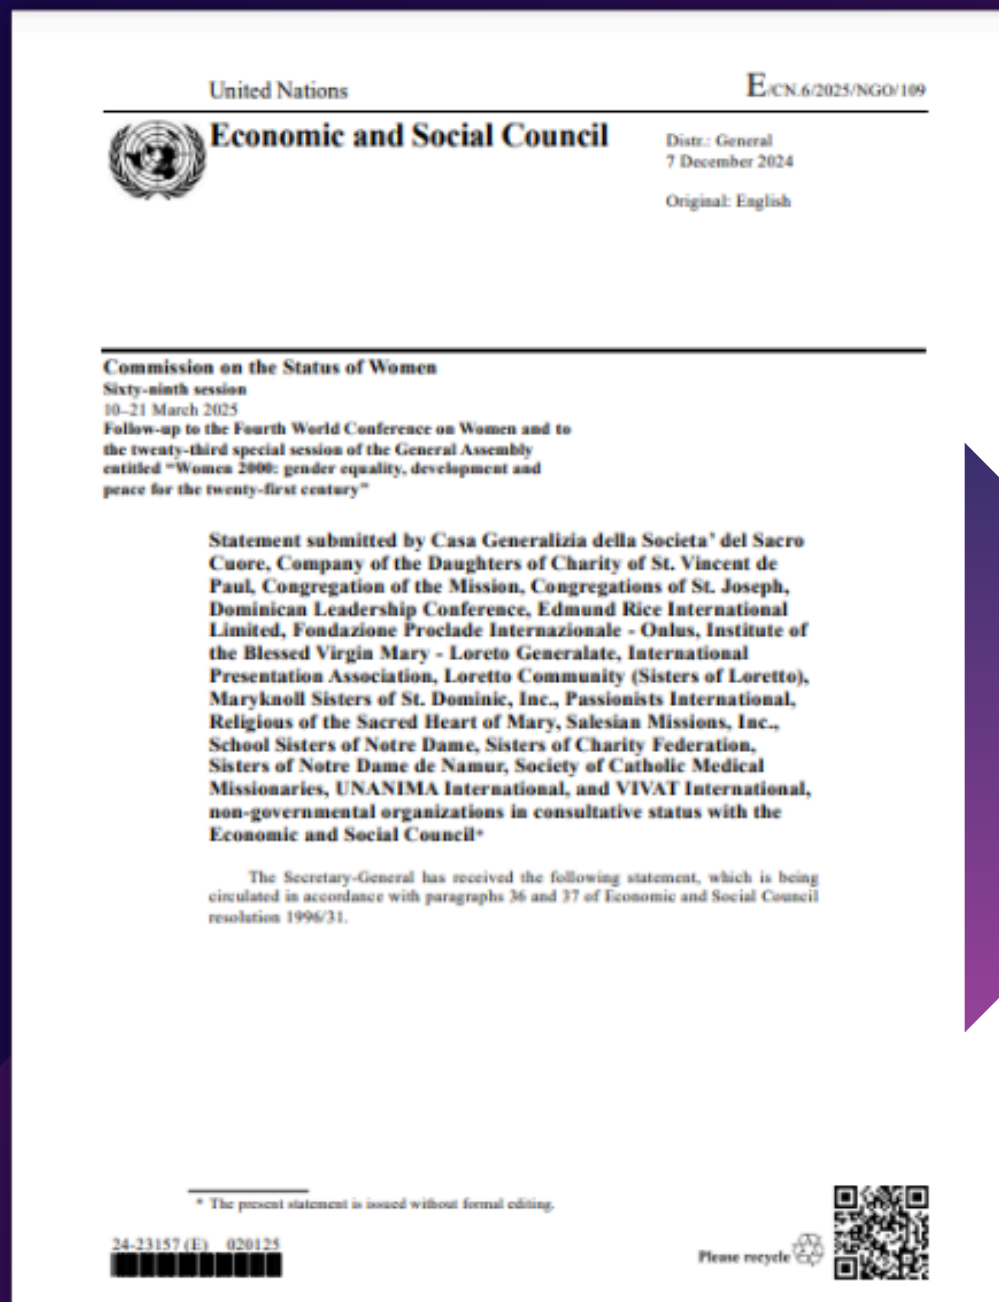 United Nations
E/CN.6/2025/NGO/109
Economic and Social Council
Distr.: General
7 December 2024
Original: English
Commission on the Status of Women
Sixty-ninth session
10–21 March 2025
Follow-up to the Fourth World Conference on Women and to
the twenty-third special session of the General Assembly
entitled “Women 2000: gender equality, development and
peace for the twenty-first century”
Statement submitted by Casa Generalizia della Societa’ del Sacro
Cuore, Company of the Daughters of Charity of St. Vincent de
Paul, Congregation of the Mission, Congregations of St. Joseph,
Dominican Leadership Conference, Edmund Rice International
Limited, Fondazione Proclade Internazionale - Onlus, Institute of
the Blessed Virgin Mary - Loreto Generalate, International
Presentation Association, Loretto Community (Sisters of Loretto),
Maryknoll Sisters of St. Dominic, Inc., Passionists International,
Religious of the Sacred Heart of Mary, Salesian Missions, Inc.,
School Sisters of Notre Dame, Sisters of Charity Federation,
Sisters of Notre Dame de Namur, Society of Catholic Medical
Missionaries, UNANIMA International, and VIVAT International,
non-governmental organizations in consultative status with the
Economic and Social Council*
The Secretary-General has received the following statement, which is being
circulated in accordance with paragraphs 36 and 37 of Economic and Social Council
resolution 1996/31.
* The present statement is issued without formal editing.
24-23157 (E) 020125
Please recycle